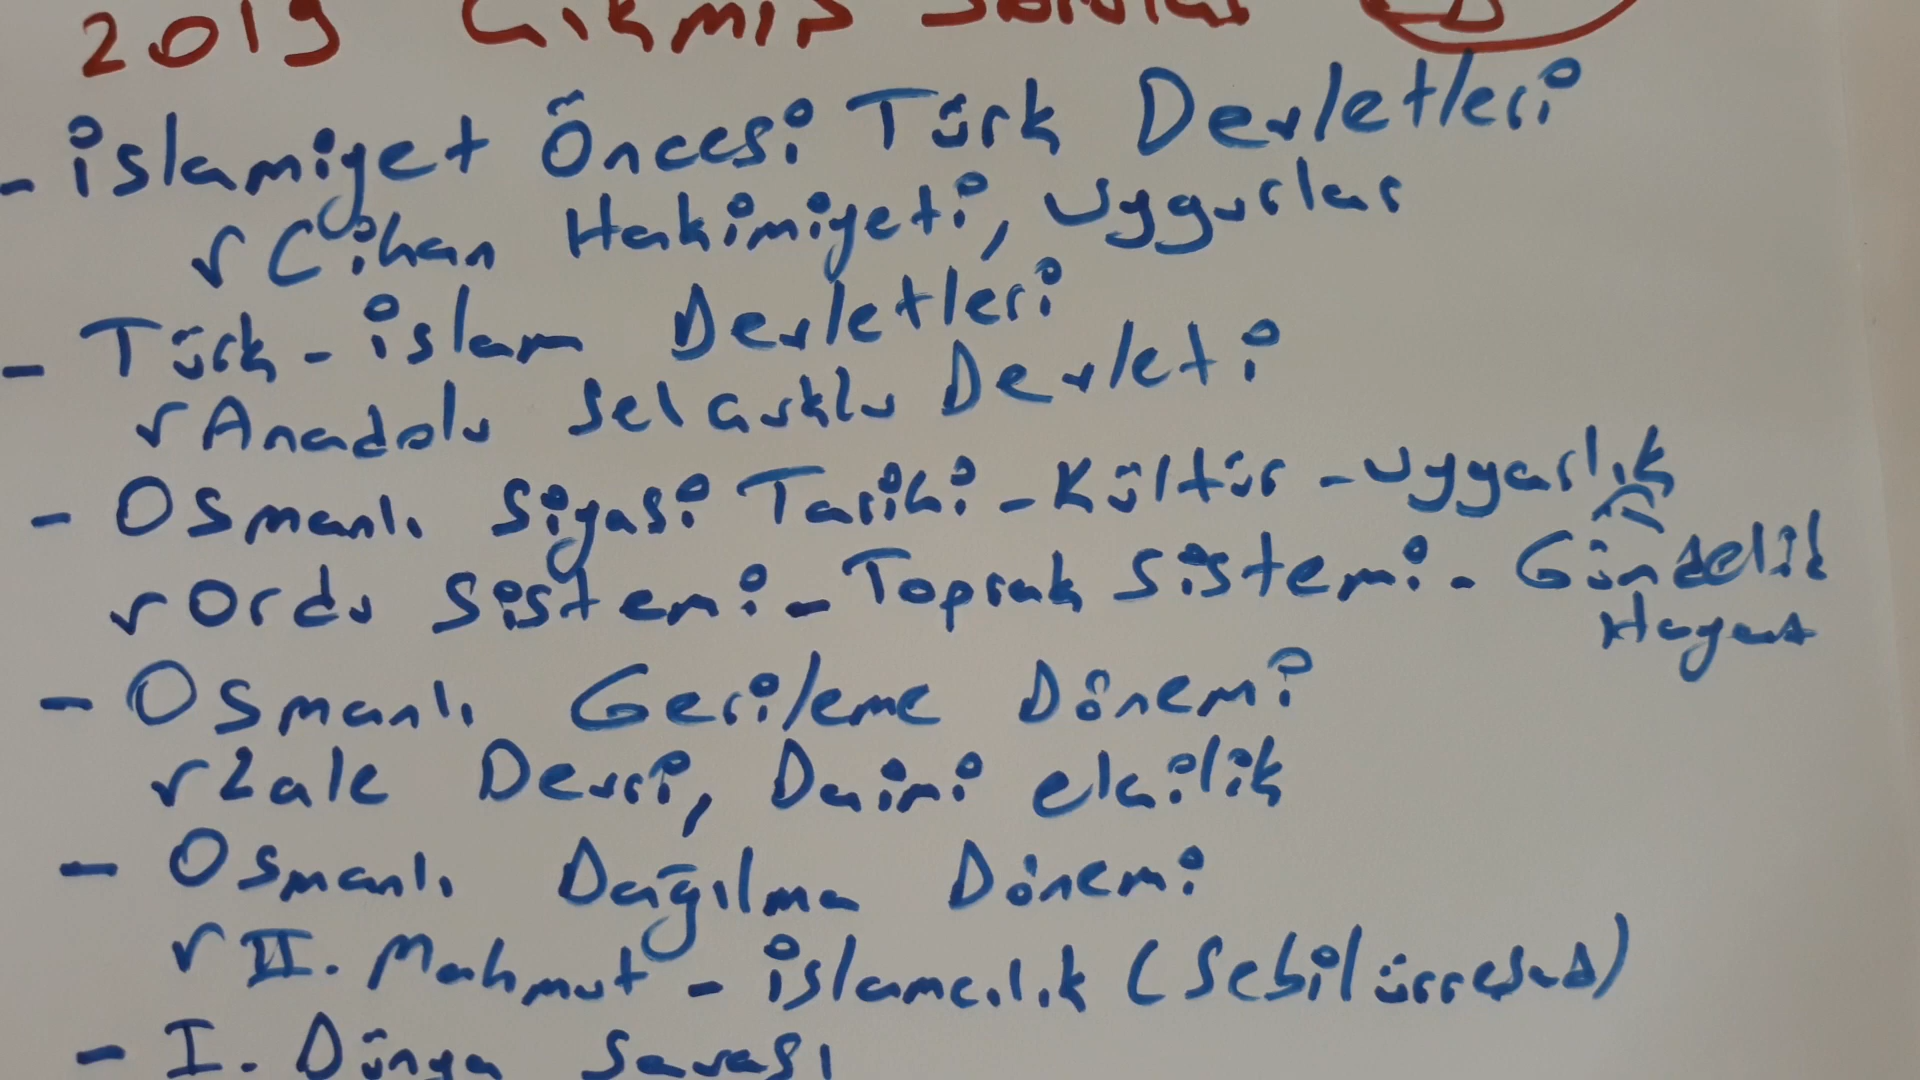 2019 Çıkmış Sorular
- İslamiyet Öncesi Türk Devletleri
√ Cihan Hakimiyeti, Uygurlar
- Türk - İslam Devletleri
√ Anadolu Selçuklu Devleti
- Osmanlı Siyasi Tarihi - Kültür - Uygarlık
√ Ordu Sistemi - Toprak Sistemi - Gündelik
Hayat
- Osmanlı Gerileme Dönemi
√ Lale Devri, Daimi elçilik
- Osmanlı Dağılma Dönemi
√ II. Mahmut - İslamcılık (Sebilürreşad)
- I. Dünya Savaşı